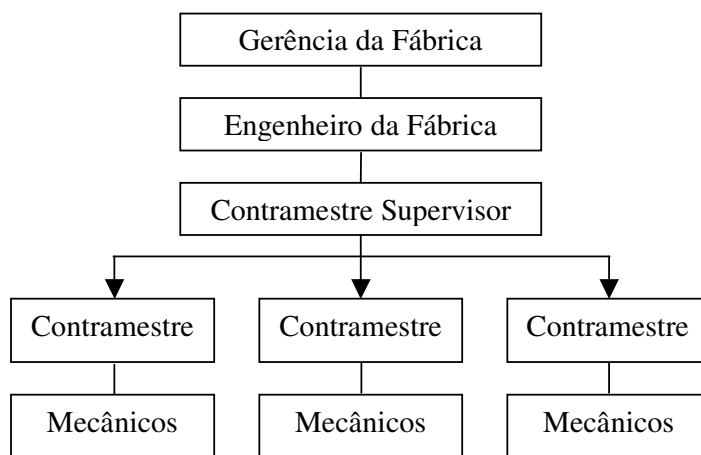 Gerência da Fábrica
Engenheiro da Fábrica
Contramestre Supervisor
Contramestre
Contramestre
Contramestre
Mecânicos
Mecânicos
Mecânicos